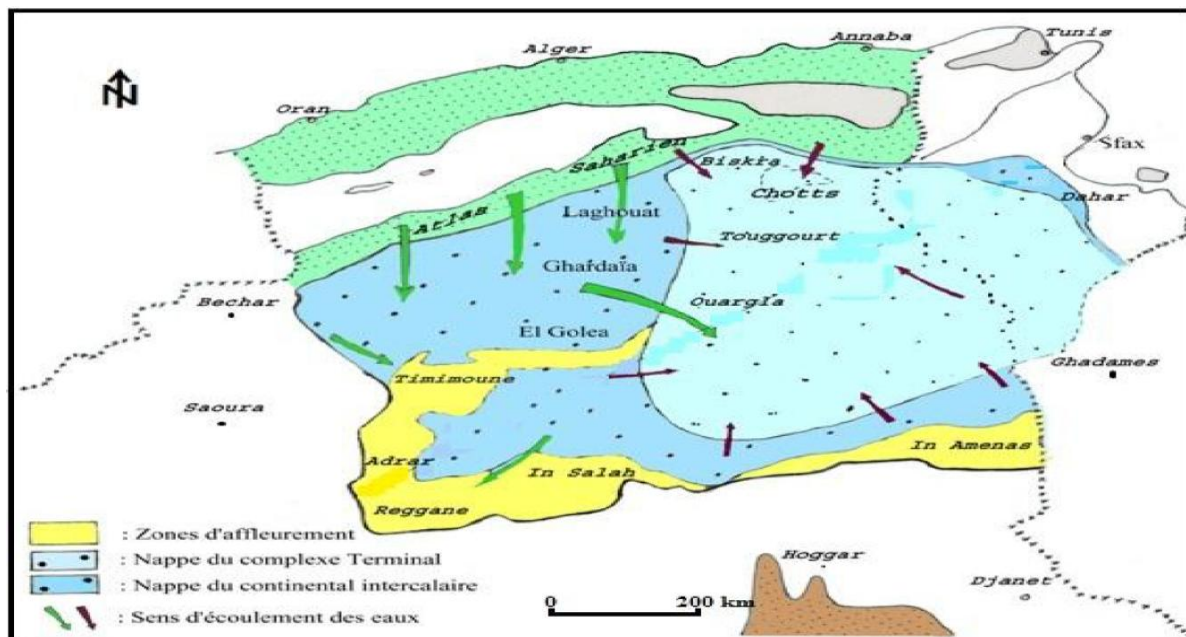 Annaba
Tunis
Alger
N
Oran
Sfax
Biskra
Saharien
Chotts
Dahar
Atlas
Laghouat
Touggourt
Ghardaïa
Bechar
Ouargla
El Golea
Ghadames
Timimoune
Saoura
In Amenas
Adrar
In Salah
Reggane
: Zones d'affleurement
: Nappe du complexe Terminal
Hoggar
: Nappe du continental intercalaire
Djanet
0 200 km
: Sens d'écoulement des eaux